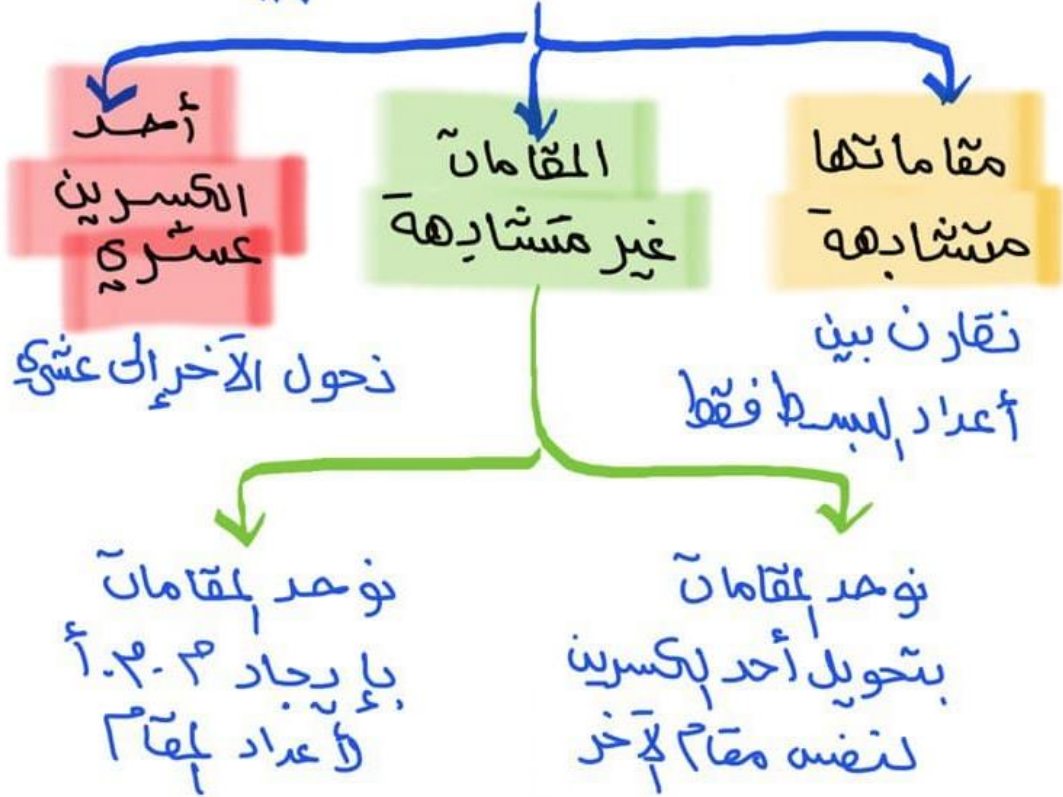 مقاماتها
متشابهة
نقارن بين
أعداد البسط فقط
المقامات
غير متشابهة
أحد
الكسرين
عشري
نحول الآخر إلى عشري
نوحد المقامات
بتحويل أحد الكسرين
لنفس مقام الآخر
نوحد المقامات
بإيجاد م.م.أ
لأعداد المقام